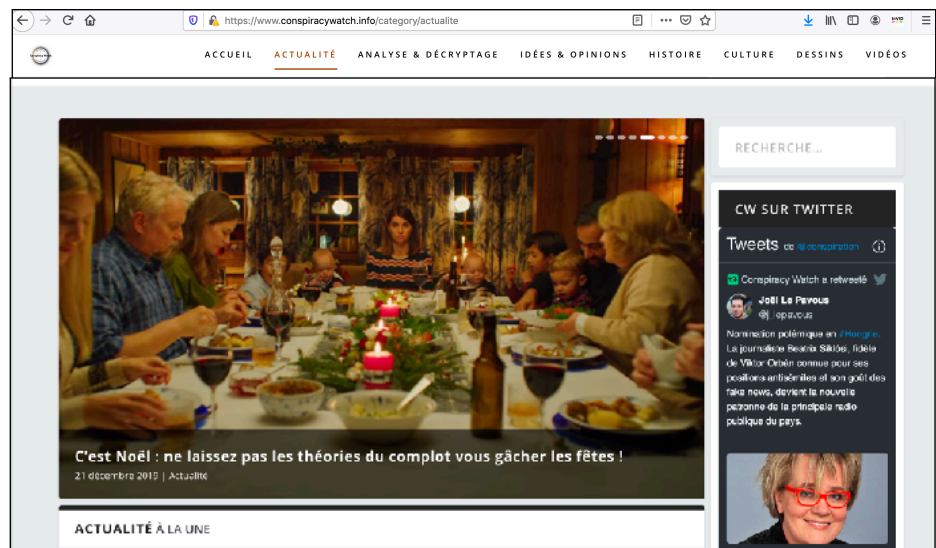 https://www.conspiracywatch.info/category/actualite
ACCUEIL ACTUALITÉ ANALYSE & DÉCRYPTAGE IDÉES & OPINIONS HISTOIRE CULTURE DESSINS VIDÉOS
C'est Noël : ne laissez pas les théories du complot vous gâcher les fêtes !
21 décembre 2019 | Actualité
ACTUALITÉ À LA UNE
RECHERCHE...
CW SUR TWITTER
Tweets de @conspiration
Conspiracy Watch a retweeté
Joël Le Pavous
@j_lepavous
Nomination polémique en #Hongrie.
La journaliste Beatrix Siklósi, fidèle
de Viktor Orbán connue pour ses
positions antisémites et son goût des
fake news, devient la nouvelle
patronne de la principale radio
publique du pays.